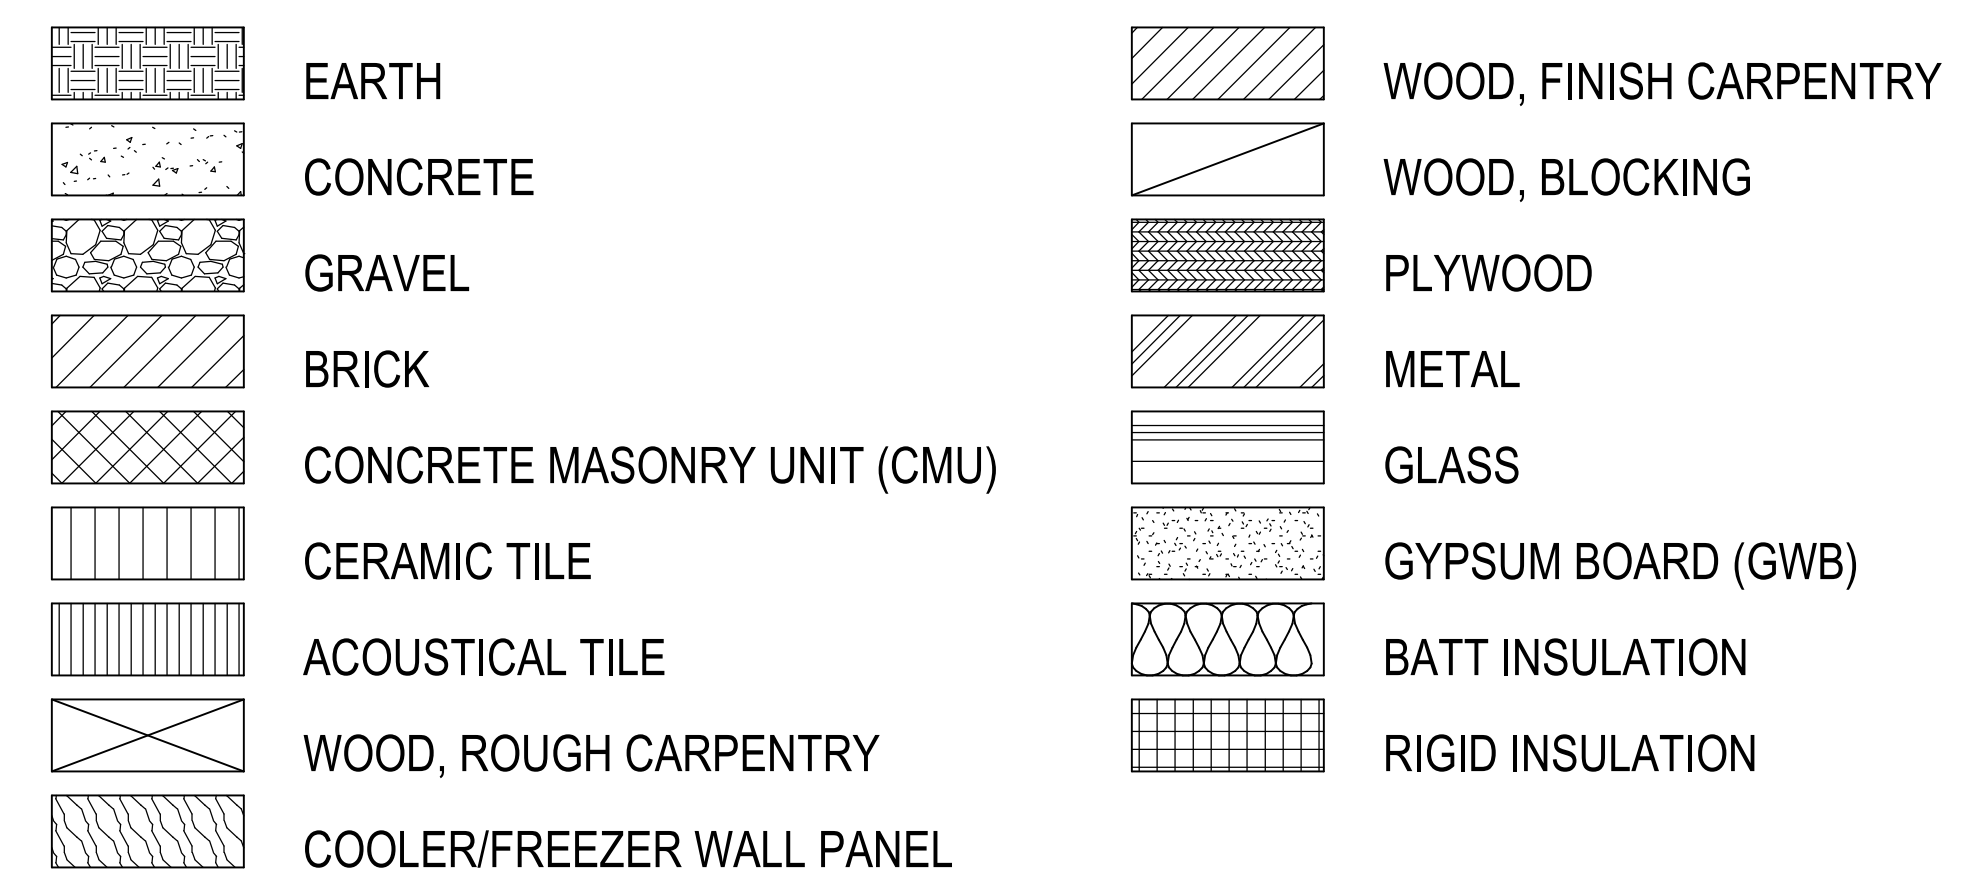 EARTH
CONCRETE
GRAVEL
BRICK
CONCRETE MASONRY UNIT (CMU)
CERAMIC TILE
ACOUSTICAL TILE
WOOD, ROUGH CARPENTRY
COOLER/FREEZER WALL PANEL
WOOD, FINISH CARPENTRY
WOOD, BLOCKING
PLYWOOD
METAL
GLASS
GYPSUM BOARD (GWB)
BATT INSULATION
RIGID INSULATION